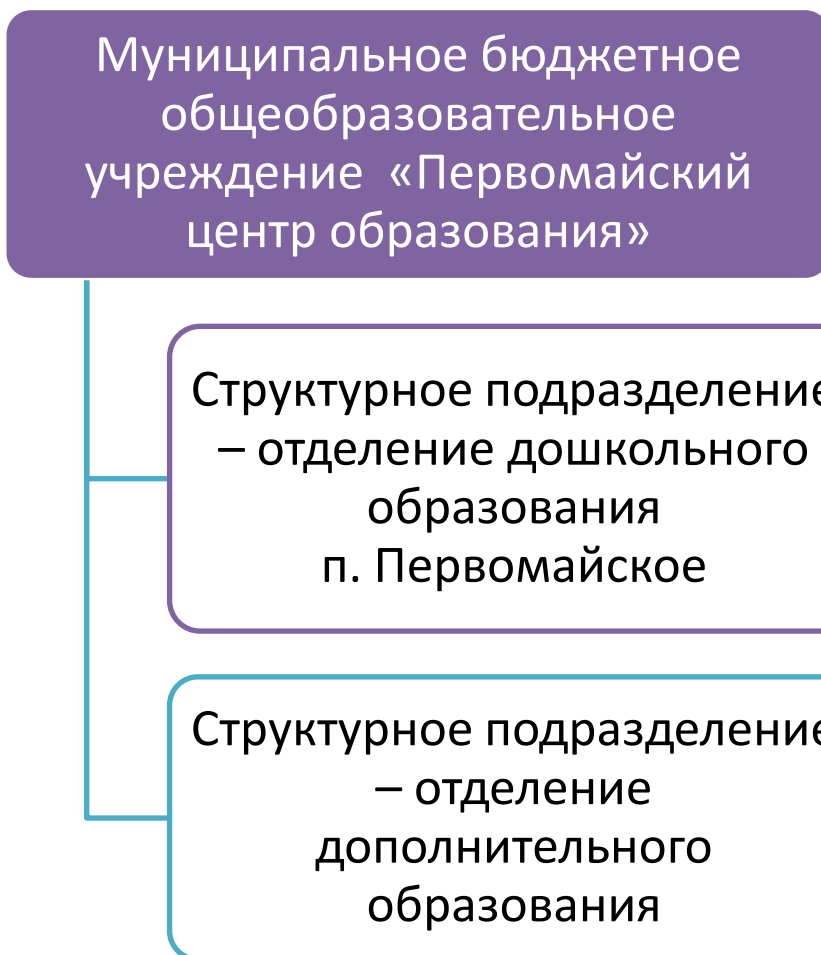 Муниципальное бюджетное
общеобразовательное
учреждение «Первомайский
центр образования»
Структурное подразделение
– отделение дошкольного
образования
п. Первомайское
Структурное подразделение
– отделение
дополнительного
образования